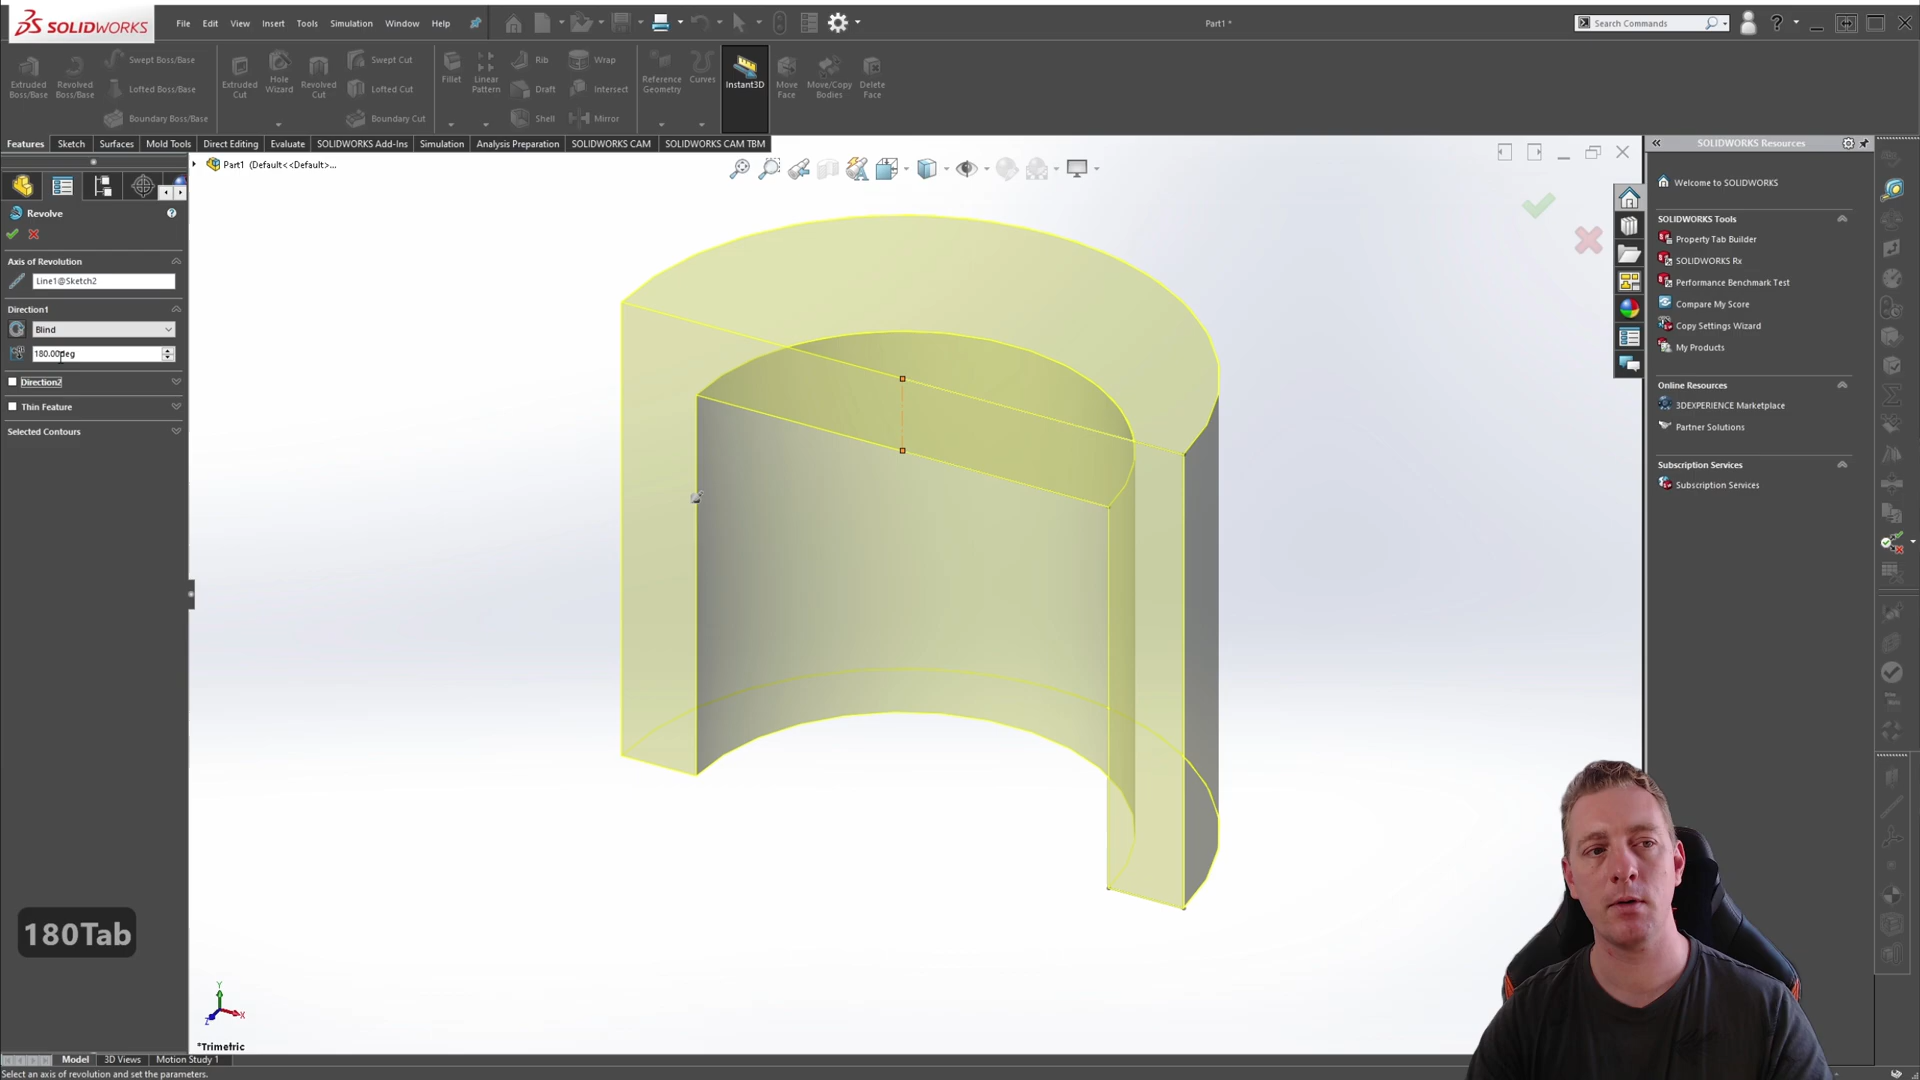 SOLIDWORKS
File Edit View Insert Tools Simulation Window Help
Part1 *
Search Commands
Extruded Boss/Base
Revolved Boss/Base
Swept Boss/Base
Lofted Boss/Base
Boundary Boss/Base
Extruded Cut
Hole Wizard
Revolved Cut
Swept Cut
Lofted Cut
Boundary Cut
Fillet
Linear Pattern
Rib
Draft
Shell
Wrap
Intersect
Mirror
Reference Geometry
Curves
Instant3D
Move Face
Move/Copy Bodies
Delete Face
Features Sketch Surfaces Mold Tools Direct Editing Evaluate SOLIDWORKS Add-Ins Simulation Analysis Preparation SOLIDWORKS CAM SOLIDWORKS CAM TBM
Part1 (Default<<Default>...
Revolve
Axis of Revolution
Line1@Sketch2
Direction1
Blind
180.00deg
Direction2
Thin Feature
Selected Contours
SOLIDWORKS Resources
Welcome to SOLIDWORKS
SOLIDWORKS Tools
Property Tab Builder
SOLIDWORKS Rx
Performance Benchmark Test
Compare My Score
Copy Settings Wizard
My Products
Online Resources
3DEXPERIENCE Marketplace
Partner Solutions
Subscription Services
Subscription Services
180Tab
Y
X
Z
*Trimetric
Model 3D Views Motion Study 1
Select an axis of revolution and set the parameters.